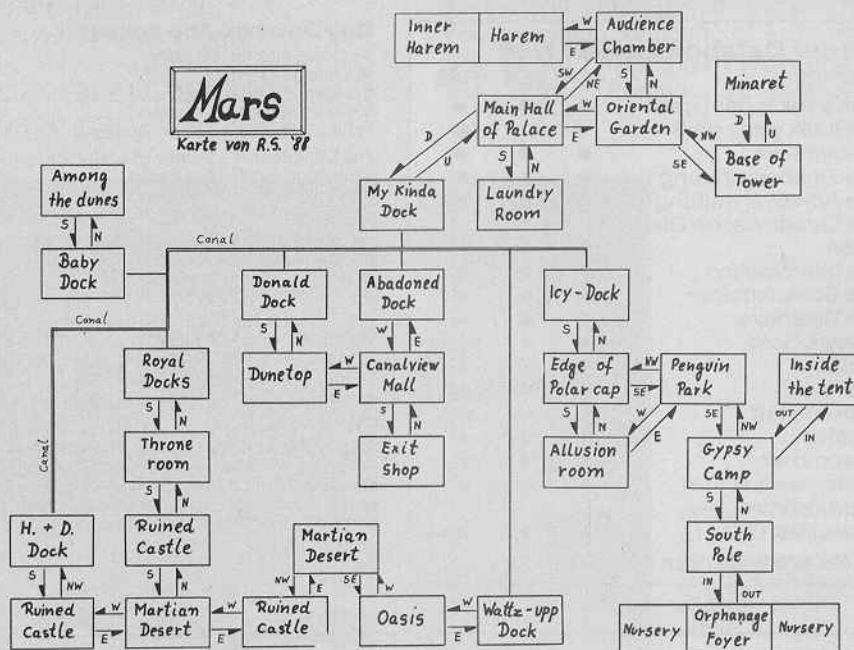 Mars
Karte von R.S. '88
Inner
Harem
Harem
W
E
Audience
Chamber
SW
NE
S
N
Main Hall
of Palace
W
E
Oriental
Garden
NW
SE
Minaret
D
U
Base of
Tower
D
U
S
N
My Kinda
Dock
Laundry
Room
Among
the dunes
S
N
Baby
Dock
Canal
Canal
Canal
Donald
Dock
S
N
Dunetop
W
E
Abadoned
Dock
W
E
Canalview
Mall
S
N
Exit
Shop
Icy-Dock
S
N
Edge of
Polar cap
NW
SE
Penguin
Park
S
N
W
E
Allusion
room
SE
NW
Inside
the tent
OUT
IN
Gypsy
Camp
S
N
South
Pole
IN
OUT
Nursery
Orphanage
Foyer
Nursery
Royal
Docks
S
N
Throne
room
S
N
Ruined
Castle
S
N
H. + D.
Dock
S
NW
Ruined
Castle
W
E
Martian
Desert
W
E
Ruined
Castle
NW
E
Martian
Desert
SE
W
Oasis
W
E
Wattz-upp
Dock